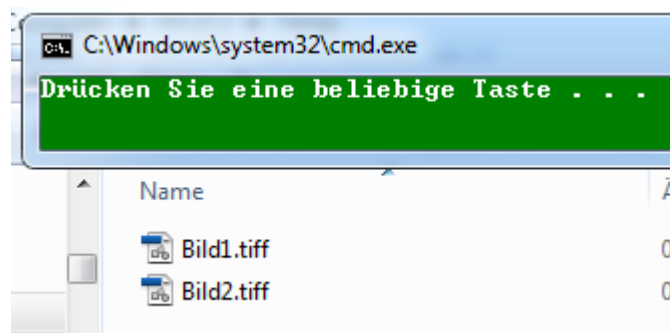 C:\Windows\system32\cmd.exe
Drücken Sie eine beliebige Taste . . .
Name
Bild1.tiff
Bild2.tiff